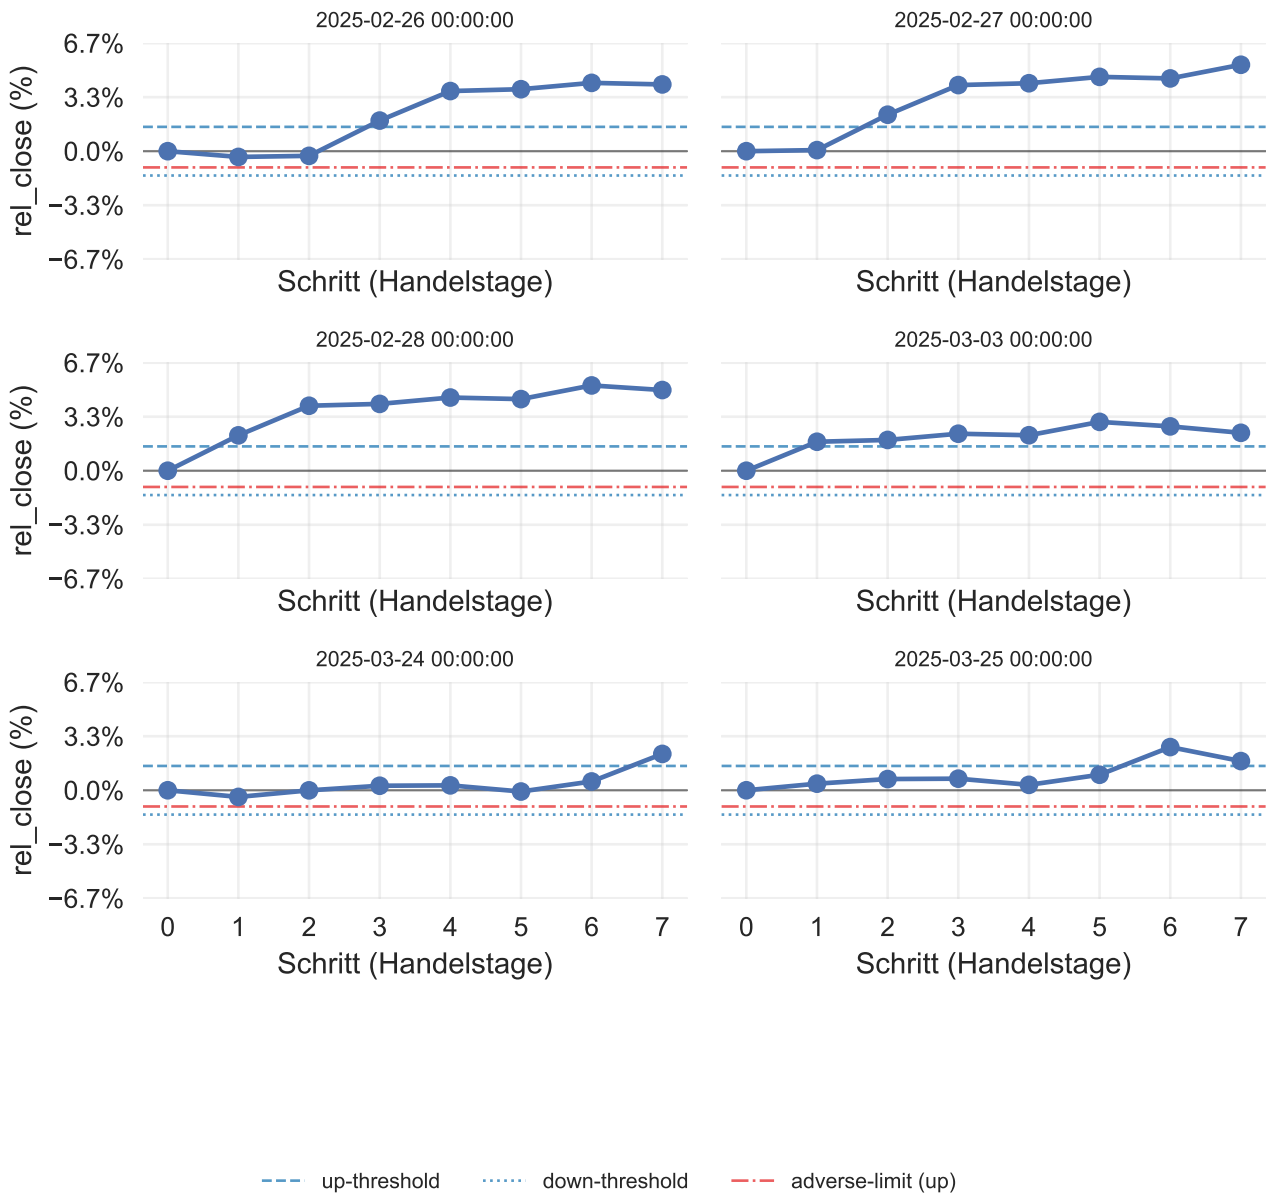 2025-02-26 00:00:00
2025-02-27 00:00:00
rel_close (%)
6.7%
3.3%
0.0%
−3.3%
−6.7%
Schritt (Handelstage)
Schritt (Handelstage)
2025-02-28 00:00:00
2025-03-03 00:00:00
rel_close (%)
6.7%
3.3%
0.0%
−3.3%
−6.7%
Schritt (Handelstage)
Schritt (Handelstage)
2025-03-24 00:00:00
2025-03-25 00:00:00
rel_close (%)
6.7%
3.3%
0.0%
−3.3%
−6.7%
0 1 2 3 4 5 6 7
0 1 2 3 4 5 6 7
Schritt (Handelstage)
Schritt (Handelstage)
up-threshold
down-threshold
adverse-limit (up)